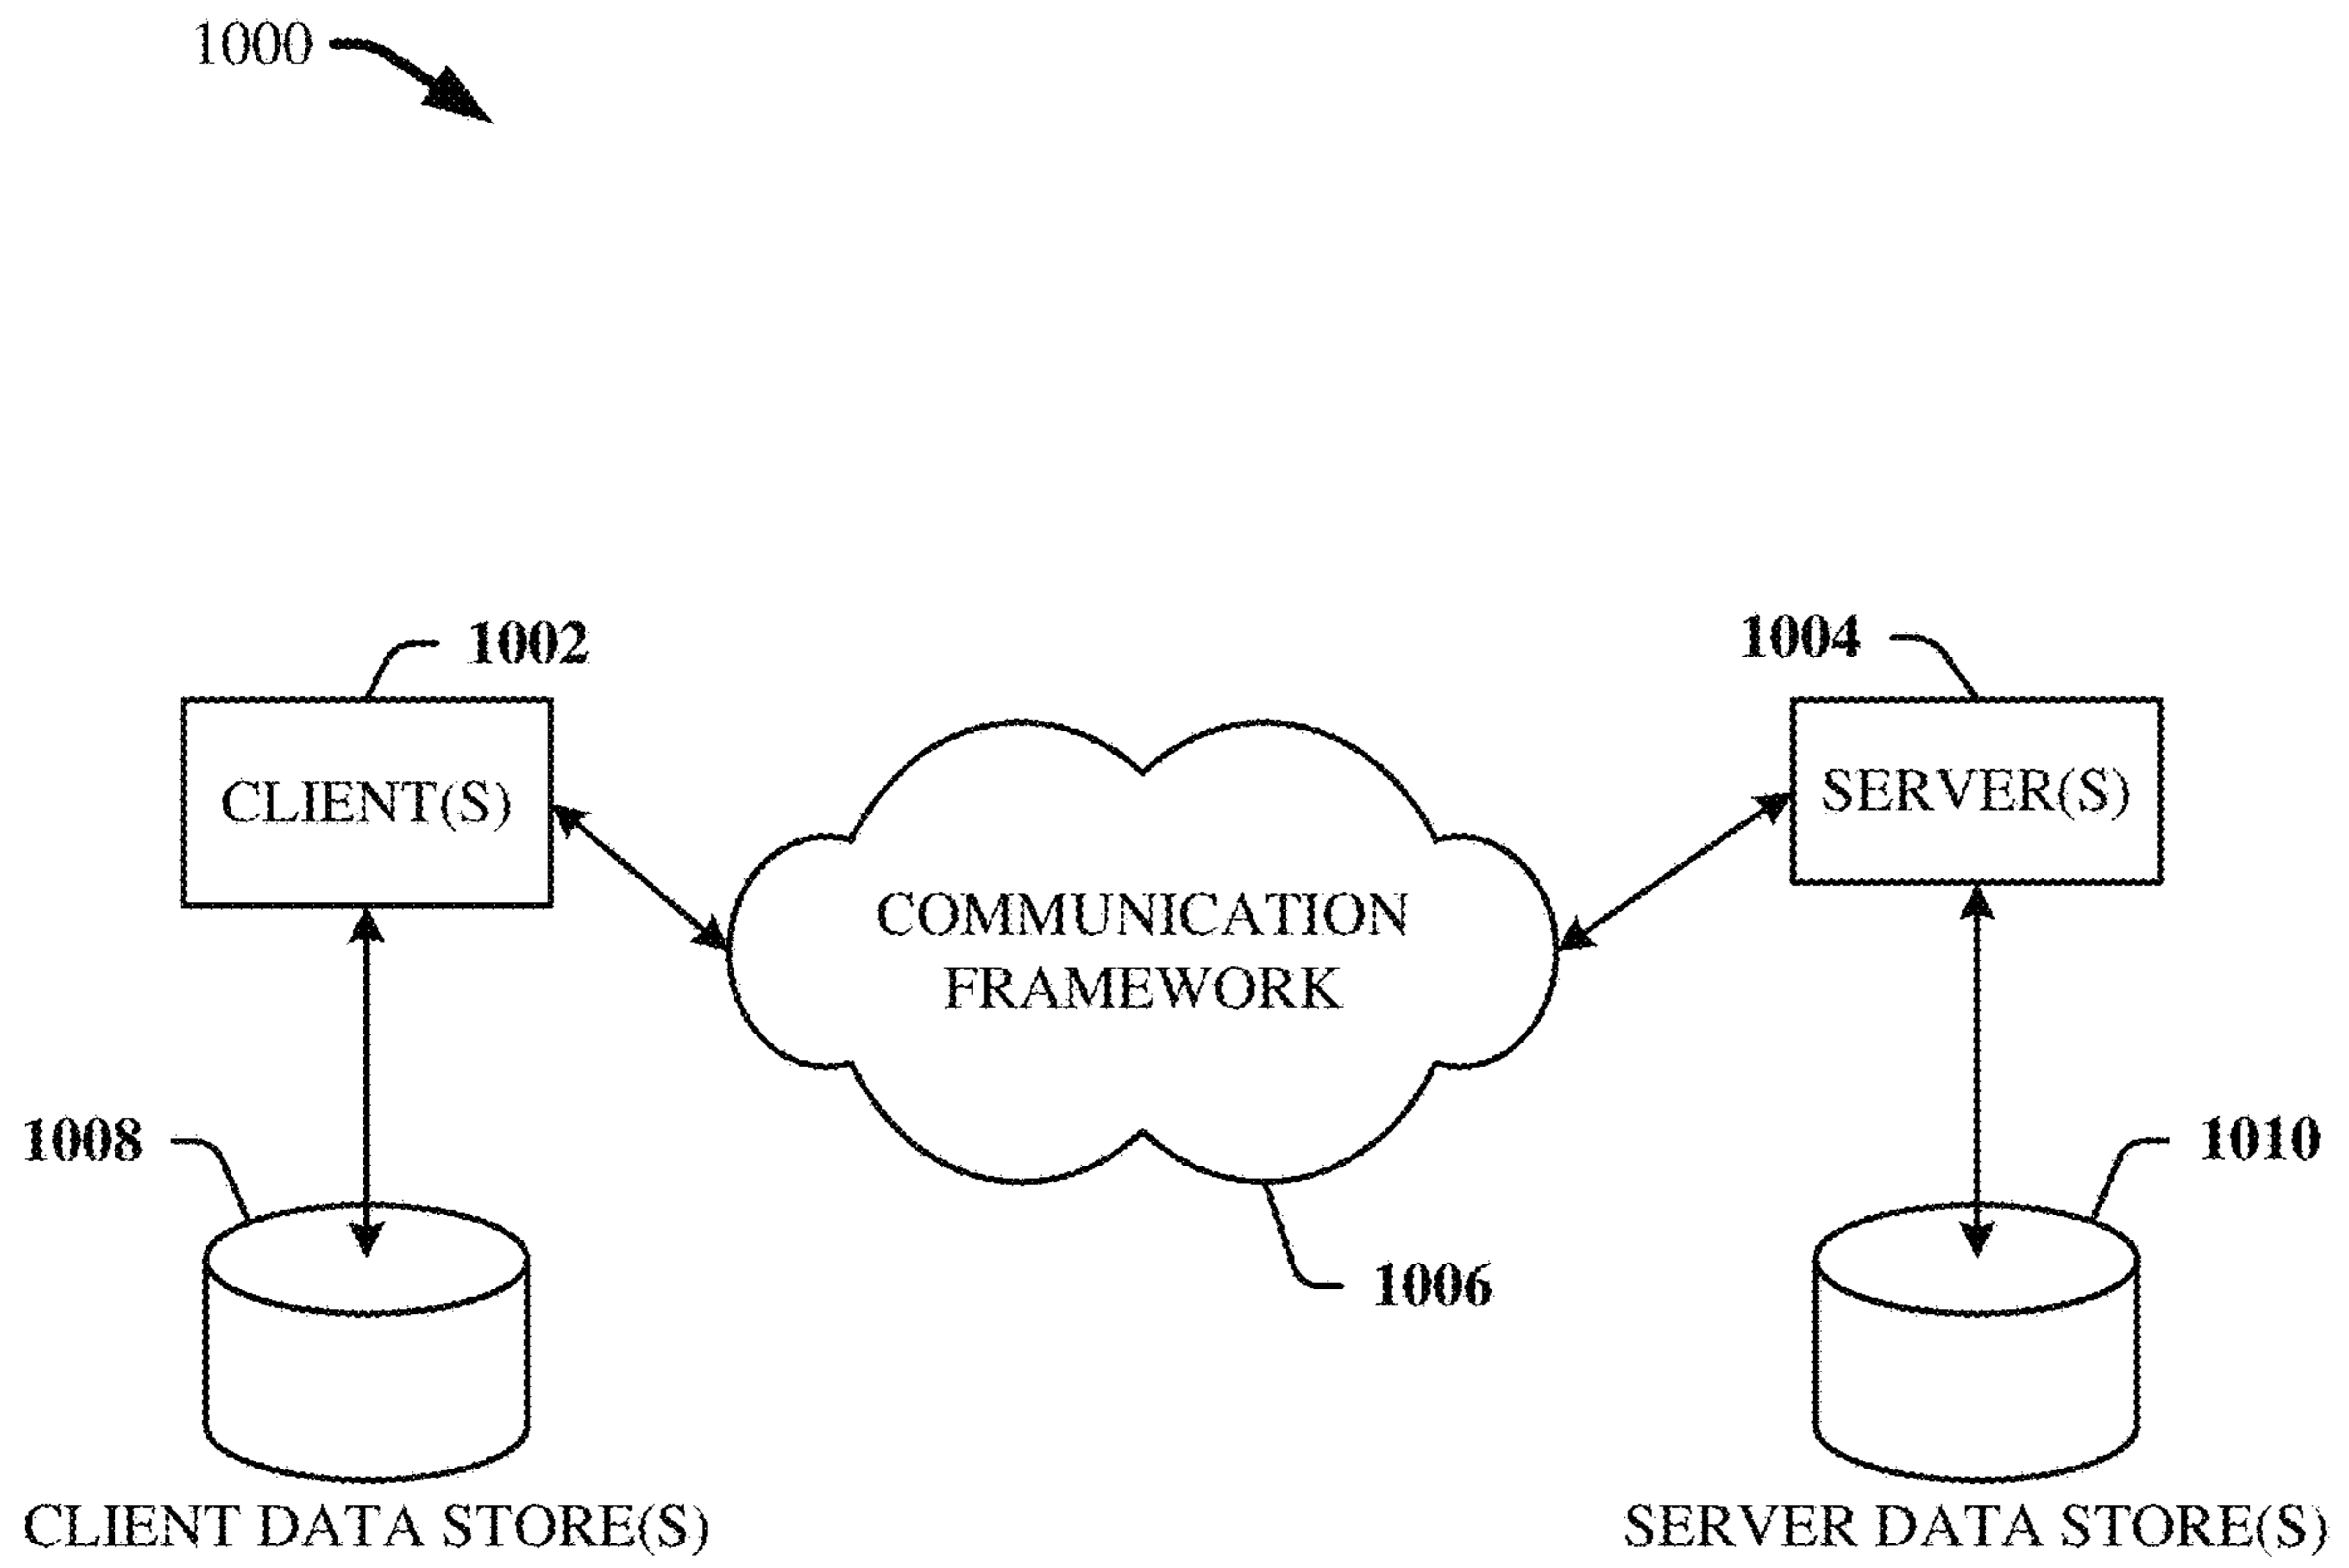 1000
1002
1004
CLIENT(S)
SERVER(S)
COMMUNICATION
FRAMEWORK
1008
1010
1006
CLIENT DATA STORE(S)
SERVER DATA STORE(S)